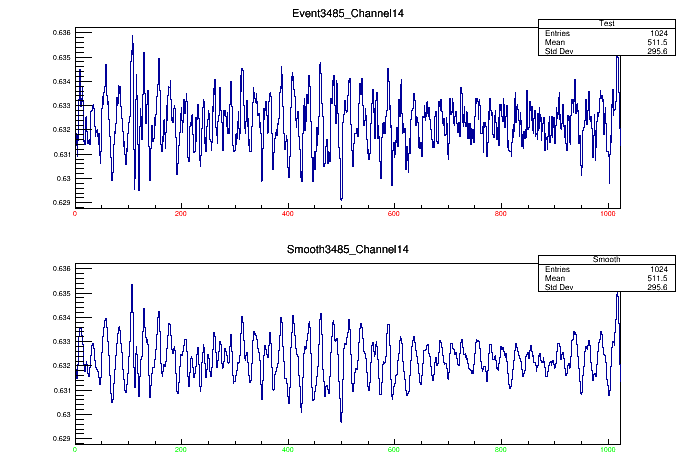 Event3485_Channel14
Test
Entries 1024
Mean 511.5
Std Dev 295.6
0.636
0.635
0.634
0.633
0.632
0.631
0.63
0.629
0 200 400 600 800 1000
Smooth3485_Channel14
Smooth
Entries 1024
Mean 511.5
Std Dev 295.6
0.636
0.635
0.634
0.633
0.632
0.631
0.63
0.629
0 200 400 600 800 1000